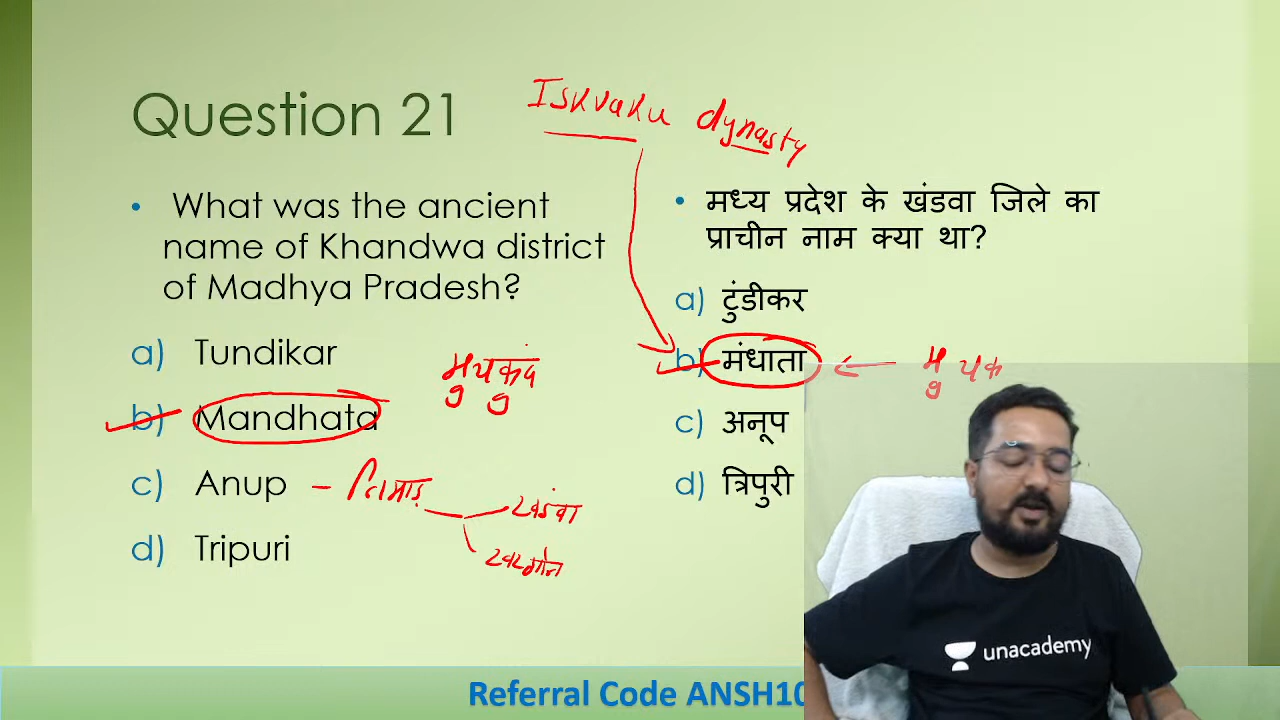 Iskvaku dynasty
Question 21
• What was the ancient
name of Khandwa district
of Madhya Pradesh?
a) Tundikar
b) Mandhata
c) Anup –
d) Tripuri
खंडवा
खरगोन
• मध्य प्रदेश के खंडवा जिले का
प्राचीन नाम क्या था?
a) टुंडीकर
b) मंधाता
c) अनूप
d) त्रिपुरी
unacademy
Referral Code ANSH10